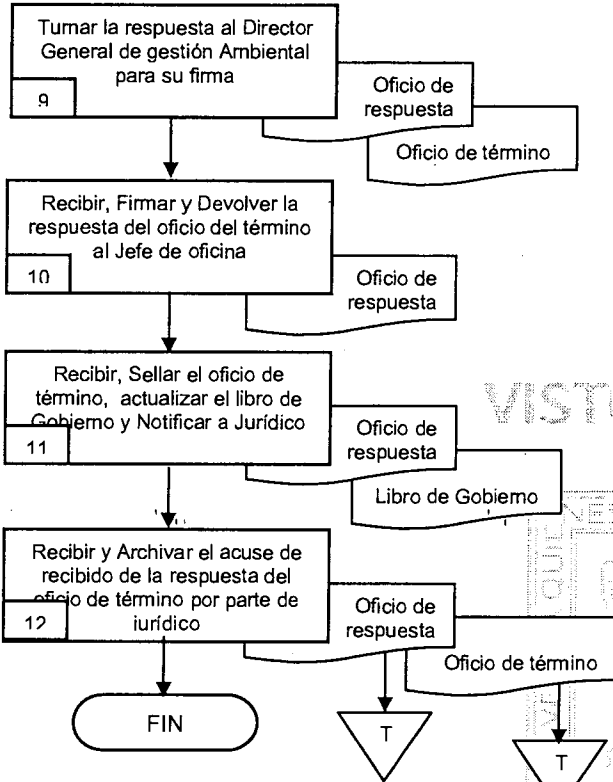 Turnar la respuesta al Director
General de gestión Ambiental
para su firma
9
Oficio de
respuesta
Oficio de término
Recibir, Firmar y Devolver la
respuesta del oficio del término
al Jefe de oficina
10
Oficio de
respuesta
Recibir, Sellar el oficio de
término, actualizar el libro de
Gobierno y Notificar a Jurídico
11
Oficio de
respuesta
Libro de Gobierno
VIST
Recibir y Archivar el acuse de
recibido de la respuesta del
oficio de término por parte de
jurídico
12
Oficio de
respuesta
Oficio de término
FIN
T
T
QUIE